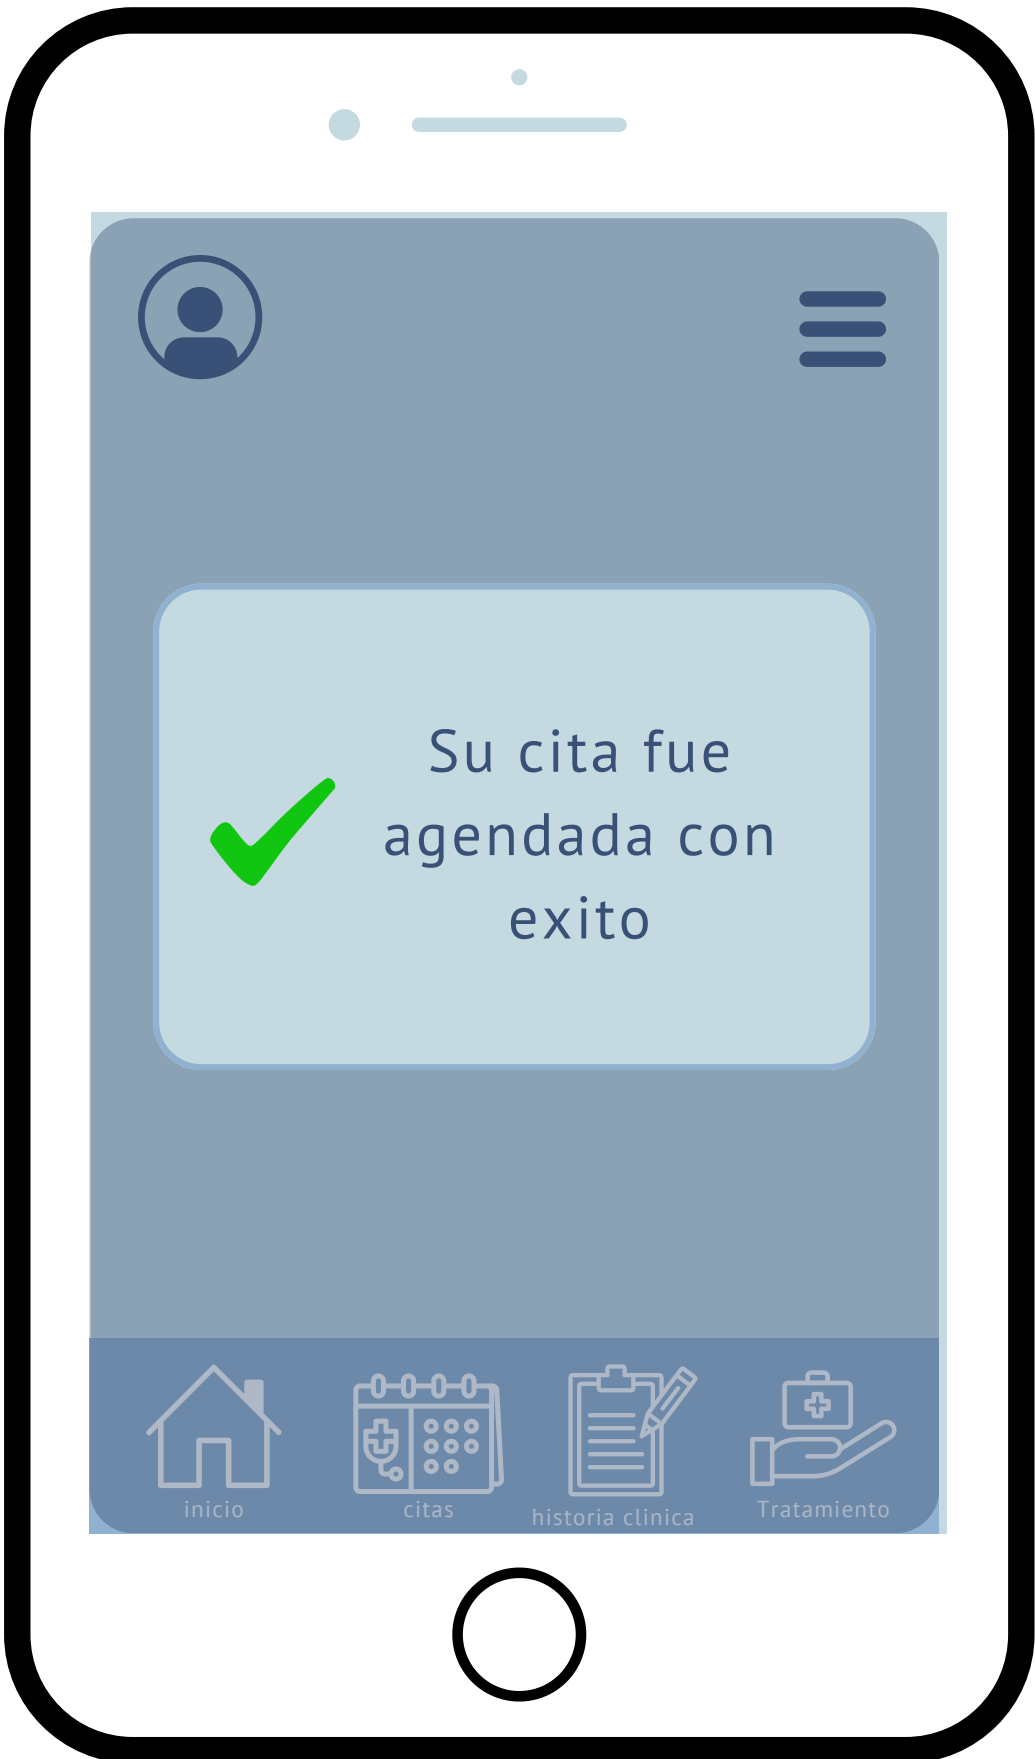 Su cita fue
agendada con
exito
inicio
citas
historia clinica
Tratamiento